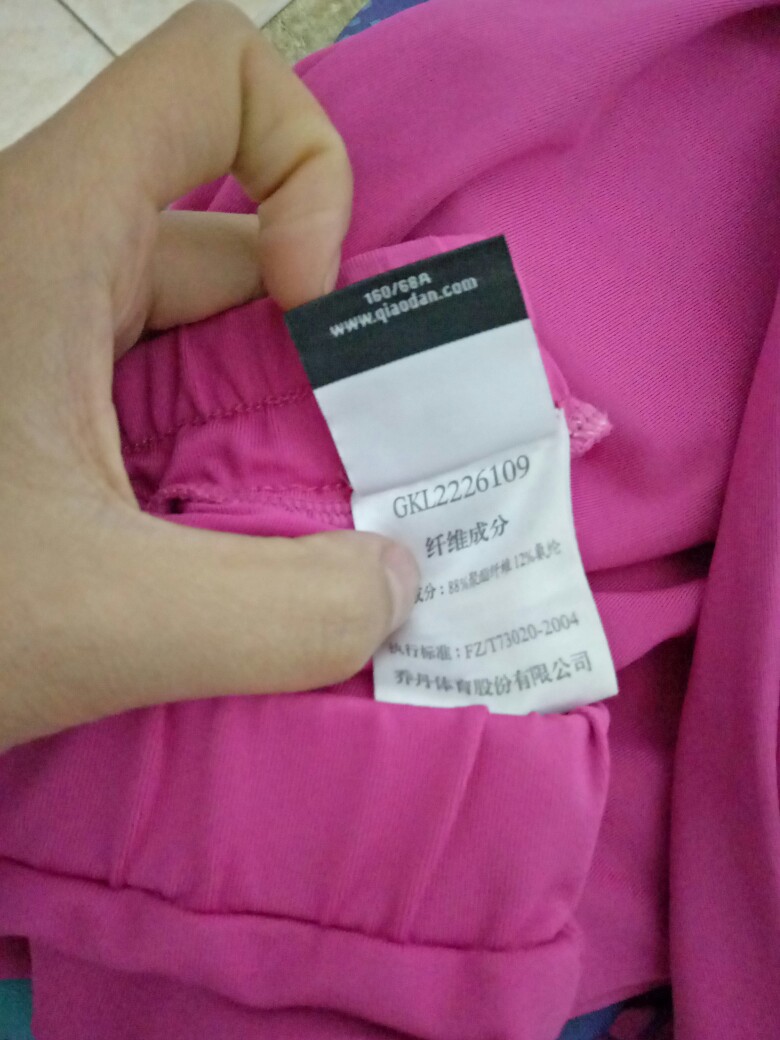 160/68A
www.qiaodan.com
GKL2226109
纤维成分
成分：88%聚酯纤维 12%氨纶
执行标准：FZ/T73020-2004
乔丹体育股份有限公司